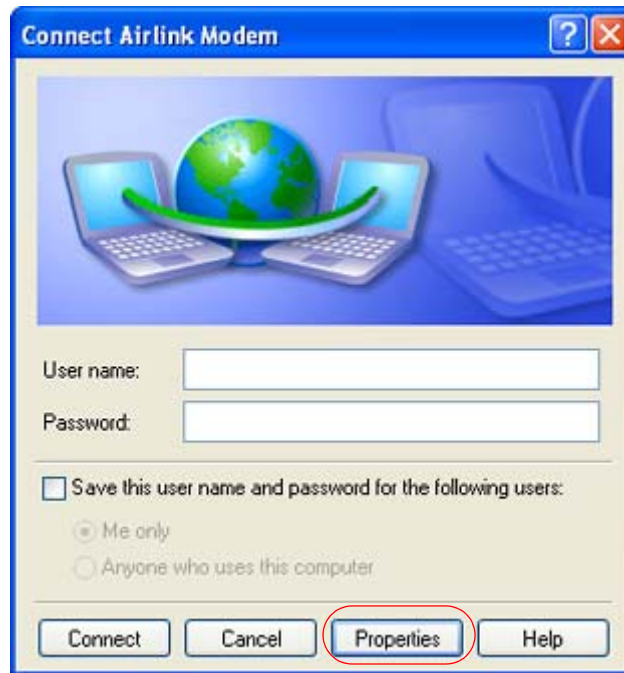 Connect Airlink Modem
User name:
Password:
Save this user name and password for the following users:
Me only
Anyone who uses this computer
Connect Cancel Properties Help